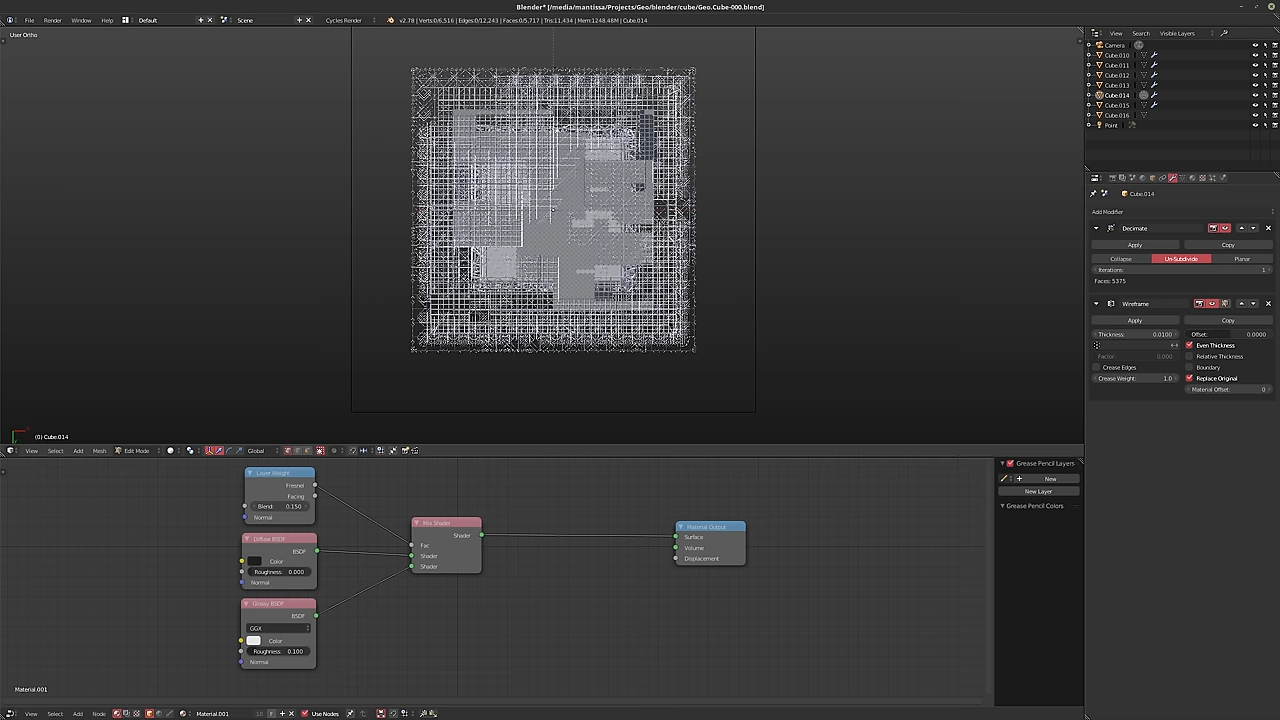 Blender* [/media/mantissa/Projects/Geo/blender/cube/Geo.Cube-000.blend]
File Render Window Help Default Scene Cycles Render v2.78 | Verts:0/6,516 | Edges:0/12,243 | Faces:0/5,717 | Tris:11,434 | Mem:1248.48M | Cube.014
User Ortho
(0) Cube.014
View Select Add Mesh Edit Mode Global
View Search Visible Layers
Camera
Cube.010
Cube.011
Cube.012
Cube.013
Cube.014
Cube.015
Cube.016
Point
Cube.014
Add Modifier
Decimate
Apply Copy
Collapse Un-Subdivide Planar
Iterations: 1
Faces: 5375
Wireframe
Apply Copy
Thickness: 0.0100 Offset: 0.0000
Even Thickness
Factor: 0.000 Relative Thickness
Crease Edges Boundary
Crease Weight: 1.0 Replace Original
Material Offset: 0
Layer Weight
Fresnel
Facing
Blend: 0.150
Normal
Diffuse BSDF
BSDF
Color
Roughness: 0.000
Normal
Glossy BSDF
BSDF
GGX
Color
Roughness: 0.100
Normal
Mix Shader
Shader
Fac
Shader
Shader
Material Output
Surface
Volume
Displacement
Grease Pencil Layers
New
New Layer
Grease Pencil Colors
Material.001
View Select Add Node Material.001 F Use Nodes